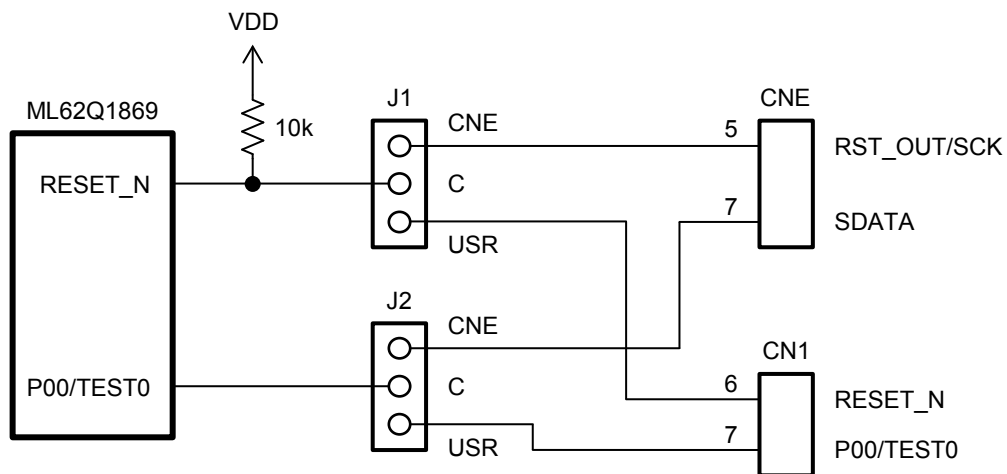 VDD
ML62Q1869
10k
RESET_N
P00/TEST0
J1
CNE
C
USR
J2
CNE
C
USR
CNE
5
RST_OUT/SCK
7
SDATA
CN1
6
RESET_N
7
P00/TEST0